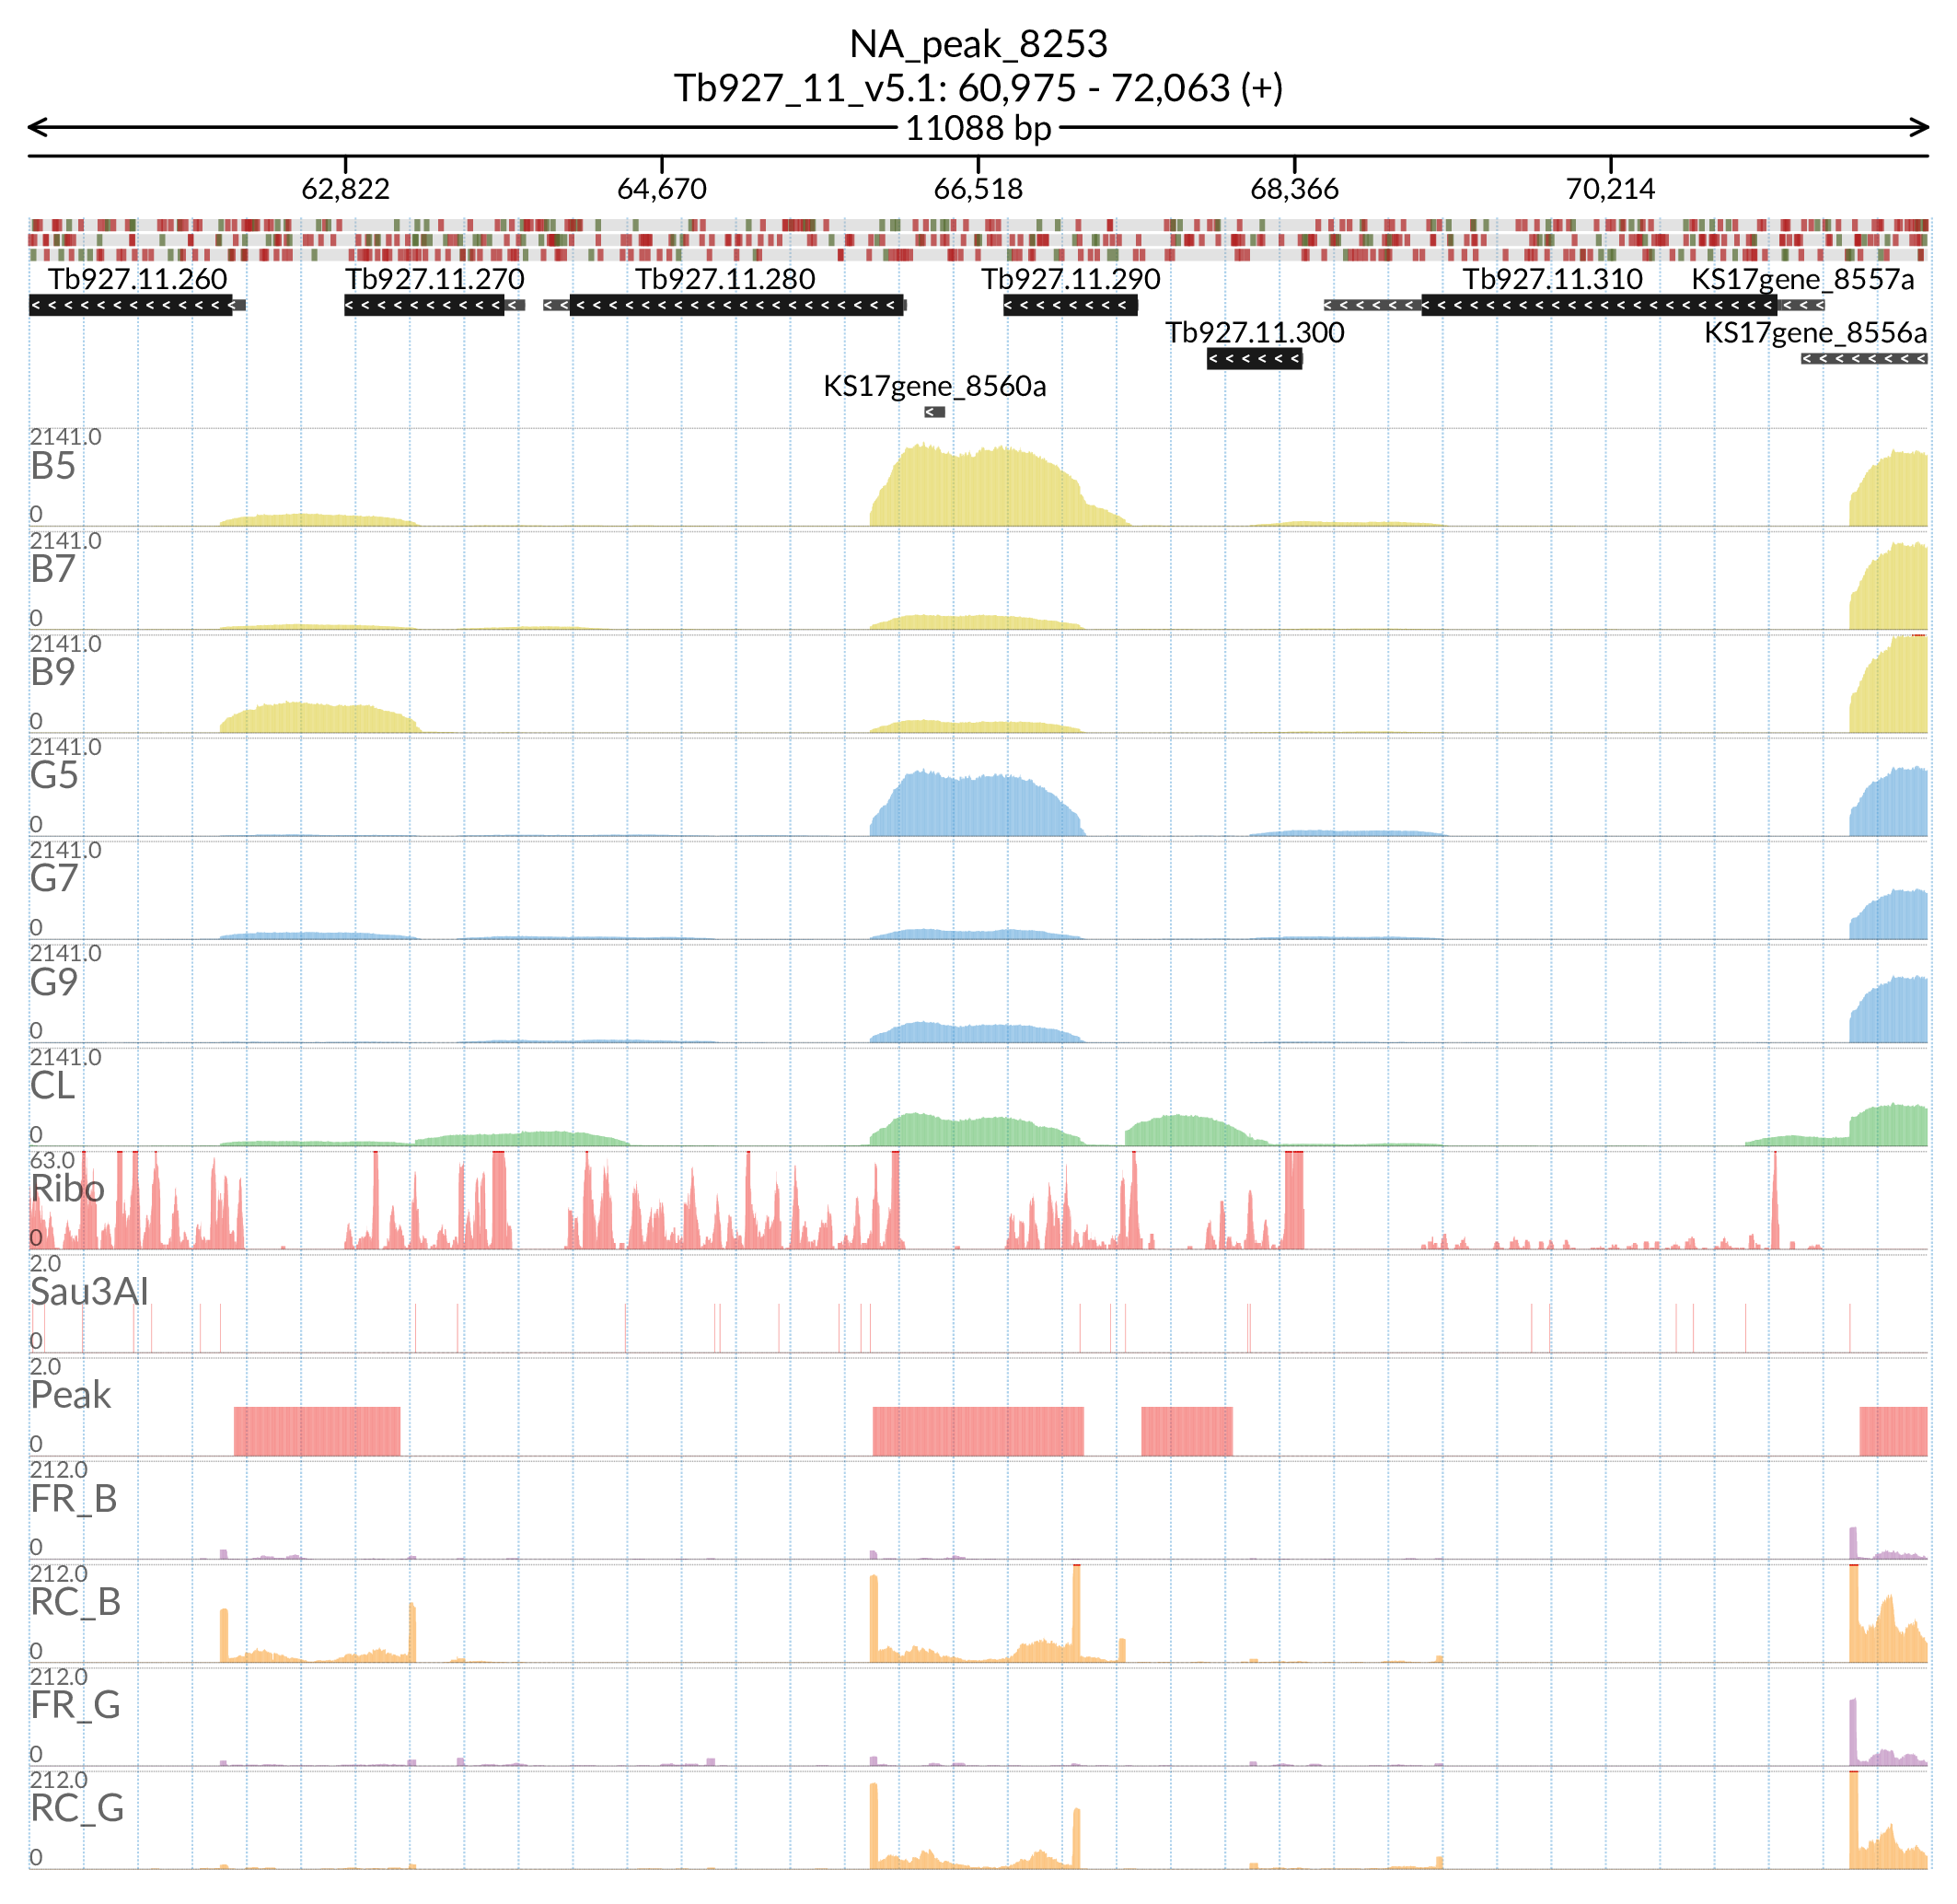 NA_peak_8253
Tb927_11_v5.1: 60,975 - 72,063 (+)
11088 bp
62,822 64,670 66,518 68,366 70,214
Tb927.11.260 Tb927.11.270 Tb927.11.280 Tb927.11.290 Tb927.11.310 KS17gene_8557a
Tb927.11.300 KS17gene_8556a
KS17gene_8560a
2141.0
B5
0
2141.0
B7
0
2141.0
B9
0
2141.0
G5
0
2141.0
G7
0
2141.0
G9
0
2141.0
CL
0
63.0
Ribo
0
2.0
Sau3AI
0
2.0
Peak
0
212.0
FR_B
0
212.0
RC_B
0
212.0
FR_G
0
212.0
RC_G
0